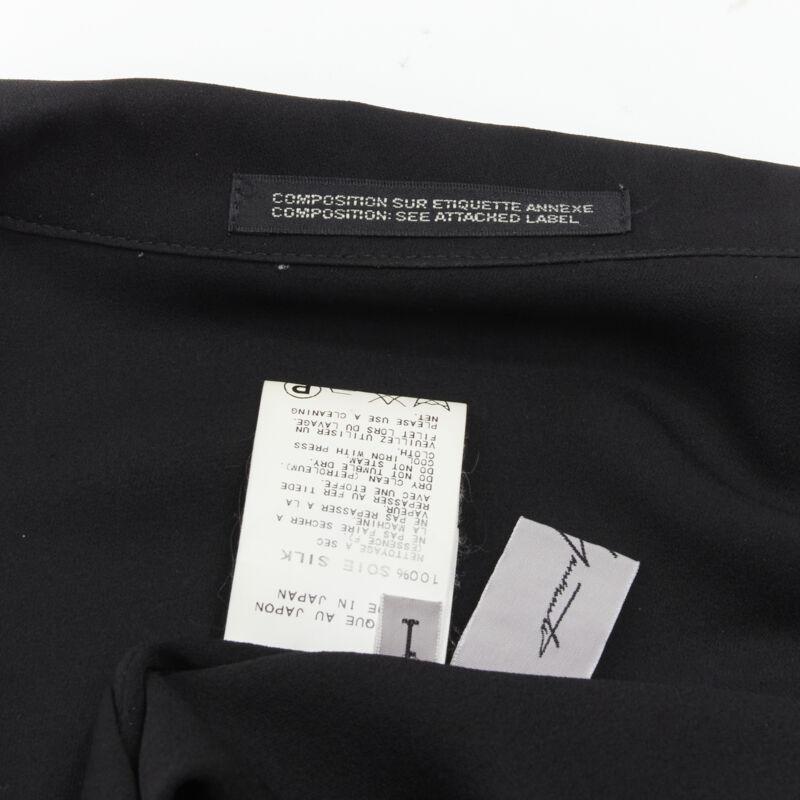 COMPOSITION SUR ETIQUETTE ANNEXE
COMPOSITION: SEE ATTACHED LABEL
QUE AU JAPON
E IN JAPAN
100% SOIE SILK
NETTOYAGE A SEC
(ESSENCE F).
NE PAS FAIRE SECHER A
LA MACHINE.
NE PAS REPASSER A LA
VAPEUR.
REPASSER AU FER TIEDE
AVEC UNE ETOFFE.
DRY CLEAN (PETROLEUM).
DO NOT TUMBLE DRY.
DO NOT STEAM.
COOL IRON WITH PRESS
CLOTH.
VEUILLEZ UTILISER UN
FILET LORS DU LAVAGE.
PLEASE USE A CLEANING
NET.
P